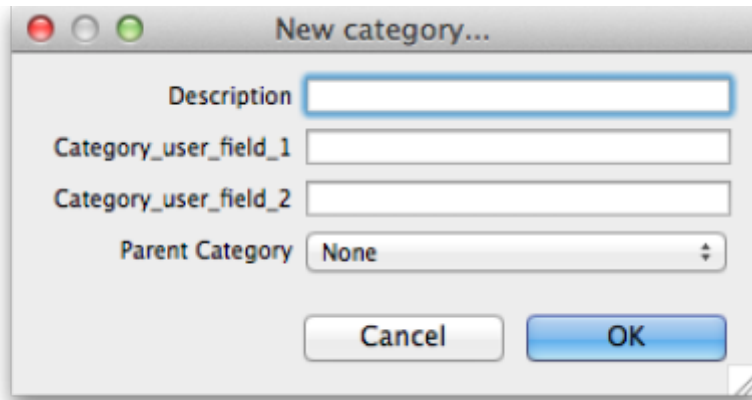 New category...
Description
Category_user_field_1
Category_user_field_2
Parent Category None
Cancel OK